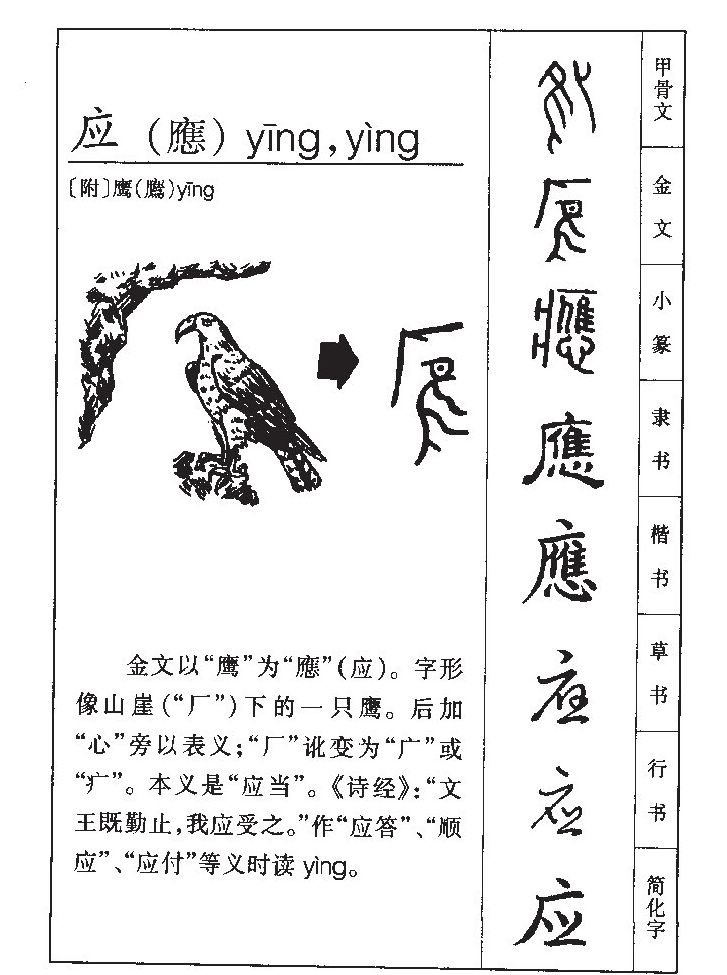 应（應）yīng，yìng
〔附〕鹰（鷹）yīng
金文以“鹰”为“應”(应)。字形
像山崖(“厂”)下的一只鹰。后加
“心”旁以表义；“厂”讹变为“广”或
“疒”。本义是“应当”。《诗经》：“文
王既勤止，我应受之。”作“应答”、“顺
应”、“应付”等义时读 yìng。
應
應
应
甲骨文
金文
小篆
隶书
楷书
草书
行书
简化字